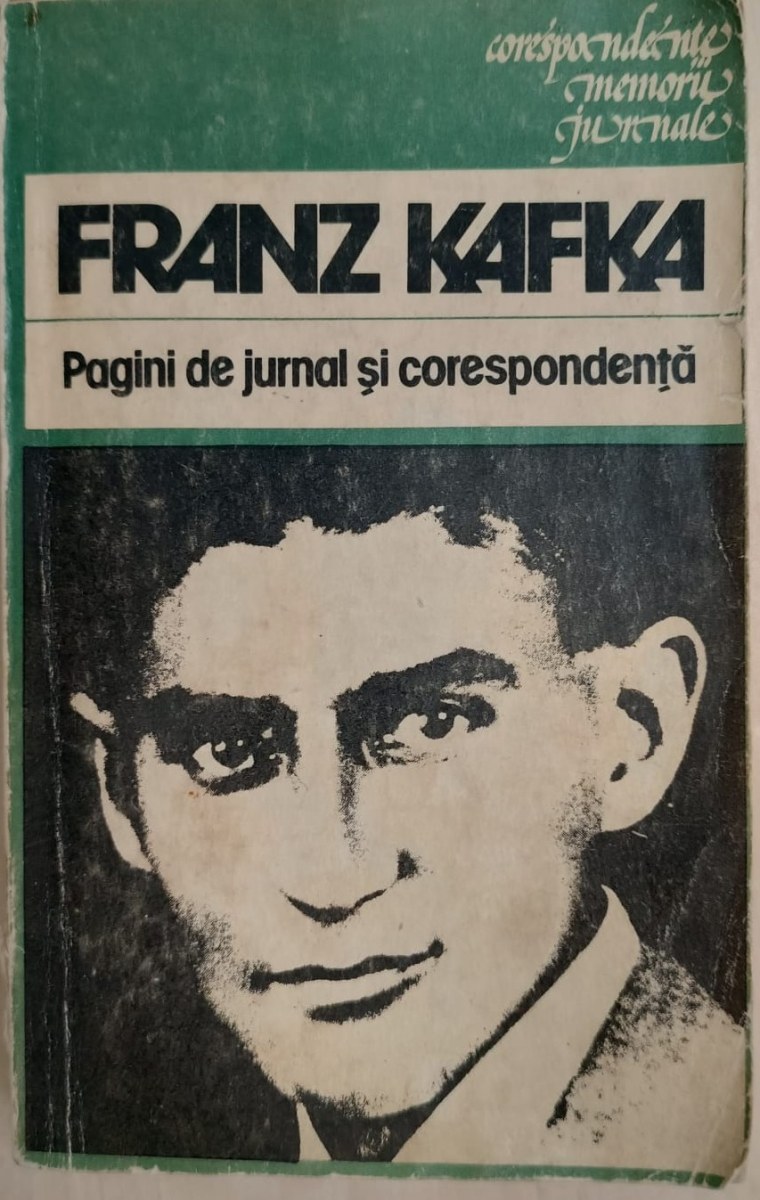 corespondențe
memorii
jurnale
FRANZ KAFKA
Pagini de jurnal și corespondență